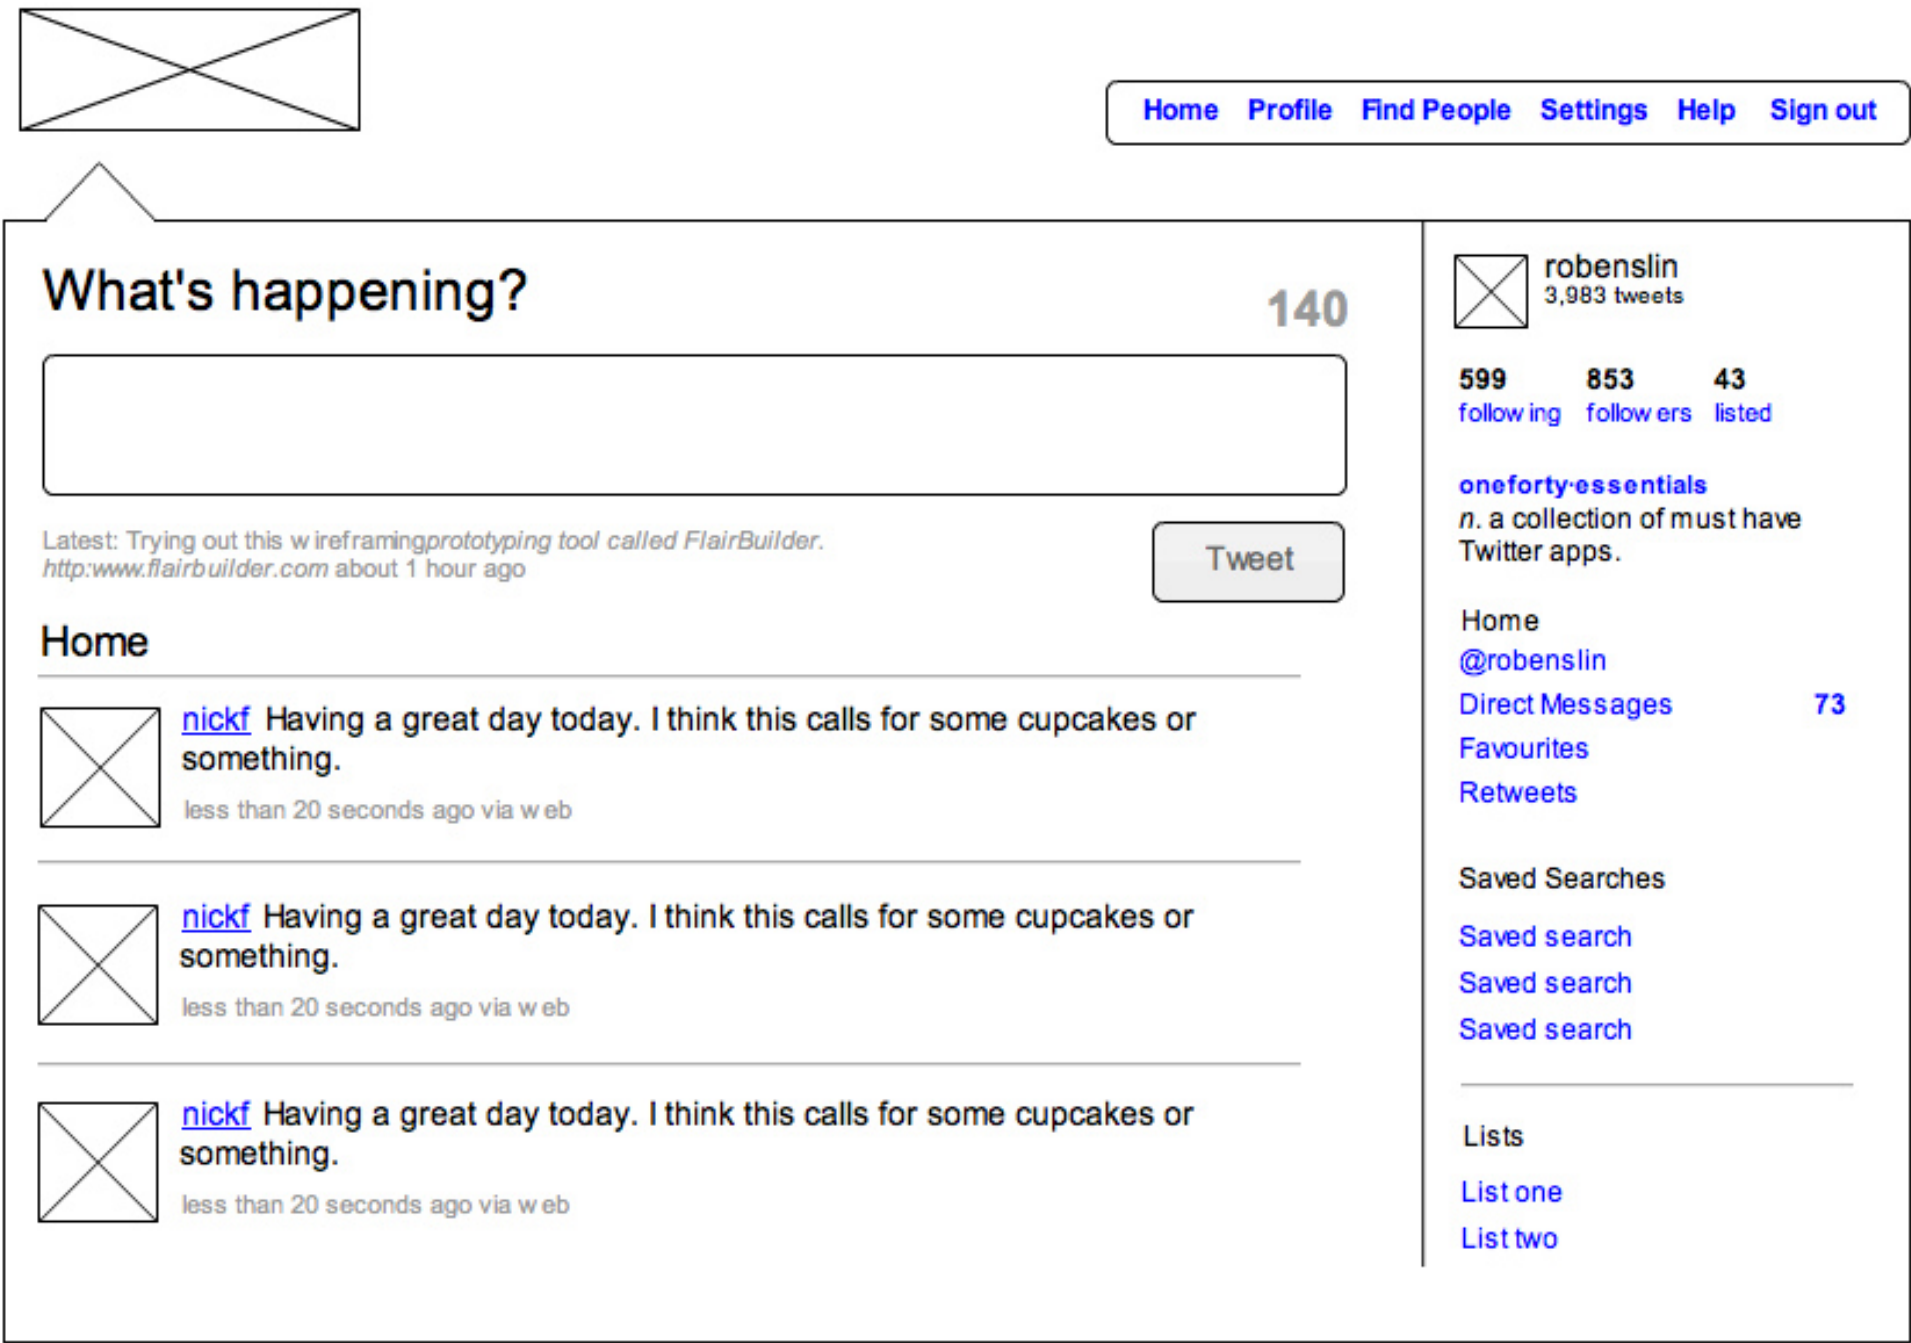 Home Profile Find People Settings Help Sign out
What's happening?
140
Latest: Trying out this wireframingprototyping tool called FlairBuilder.
http:www.flairbuilder.com about 1 hour ago
Tweet
Home
nickf Having a great day today. I think this calls for some cupcakes or
something.
less than 20 seconds ago via web
nickf Having a great day today. I think this calls for some cupcakes or
something.
less than 20 seconds ago via web
nickf Having a great day today. I think this calls for some cupcakes or
something.
less than 20 seconds ago via web
robenslin
3,983 tweets
599 853 43
following followers listed
oneforty·essentials
n. a collection of must have
Twitter apps.
Home
@robenslin
Direct Messages 73
Favourites
Retweets
Saved Searches
Saved search
Saved search
Saved search
Lists
List one
List two